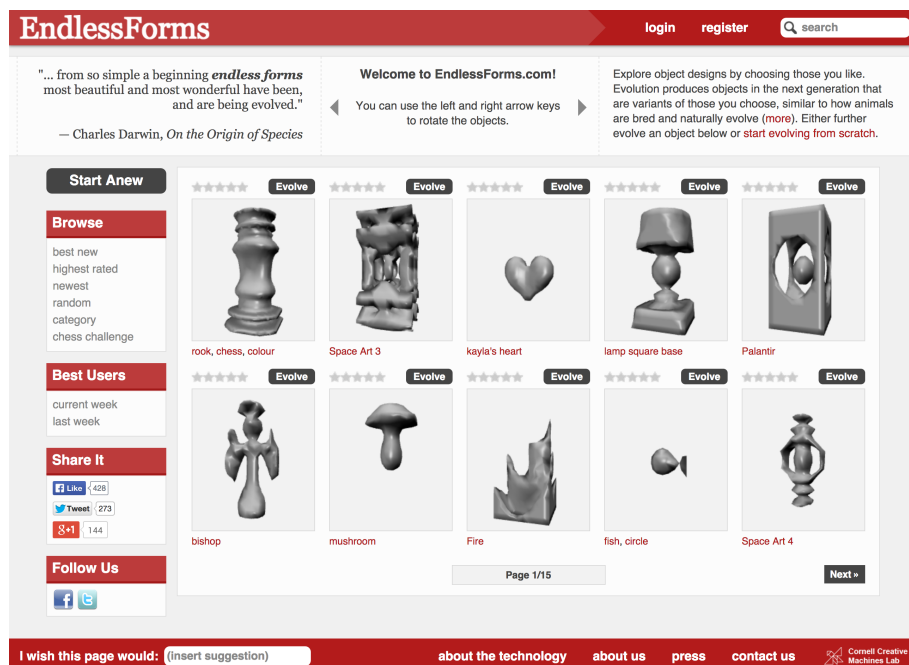 EndlessForms
login
register
search
"... from so simple a beginning endless forms
most beautiful and most wonderful have been,
and are being evolved."
— Charles Darwin, On the Origin of Species
Welcome to EndlessForms.com!
You can use the left and right arrow keys
to rotate the objects.
Explore object designs by choosing those you like.
Evolution produces objects in the next generation that
are variants of those you choose, similar to how animals
are bred and naturally evolve (more). Either further
evolve an object below or start evolving from scratch.
Start Anew
Browse
best new
highest rated
newest
random
category
chess challenge
Best Users
current week
last week
Share It
Like 428
Tweet 273
g+1 144
Follow Us
Evolve
Evolve
Evolve
Evolve
Evolve
rook, chess, colour
Space Art 3
kayla's heart
lamp square base
Palantir
Evolve
Evolve
Evolve
Evolve
Evolve
bishop
mushroom
Fire
fish, circle
Space Art 4
Page 1/15
Next »
I wish this page would: (insert suggestion)
about the technology
about us
press
contact us
Cornell Creative
Machines Lab